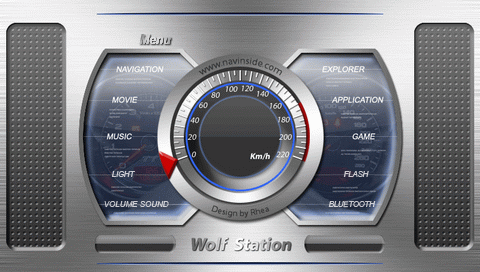 Menu
www.navinside.com
NAVIGATION
MOVIE
MUSIC
LIGHT
VOLUME SOUND
0
20
40
60
80
100
120
140
160
180
200
220
Km/h
EXPLORER
APPLICATION
GAME
FLASH
BLUETOOTH
Design by Rhea
Wolf Station